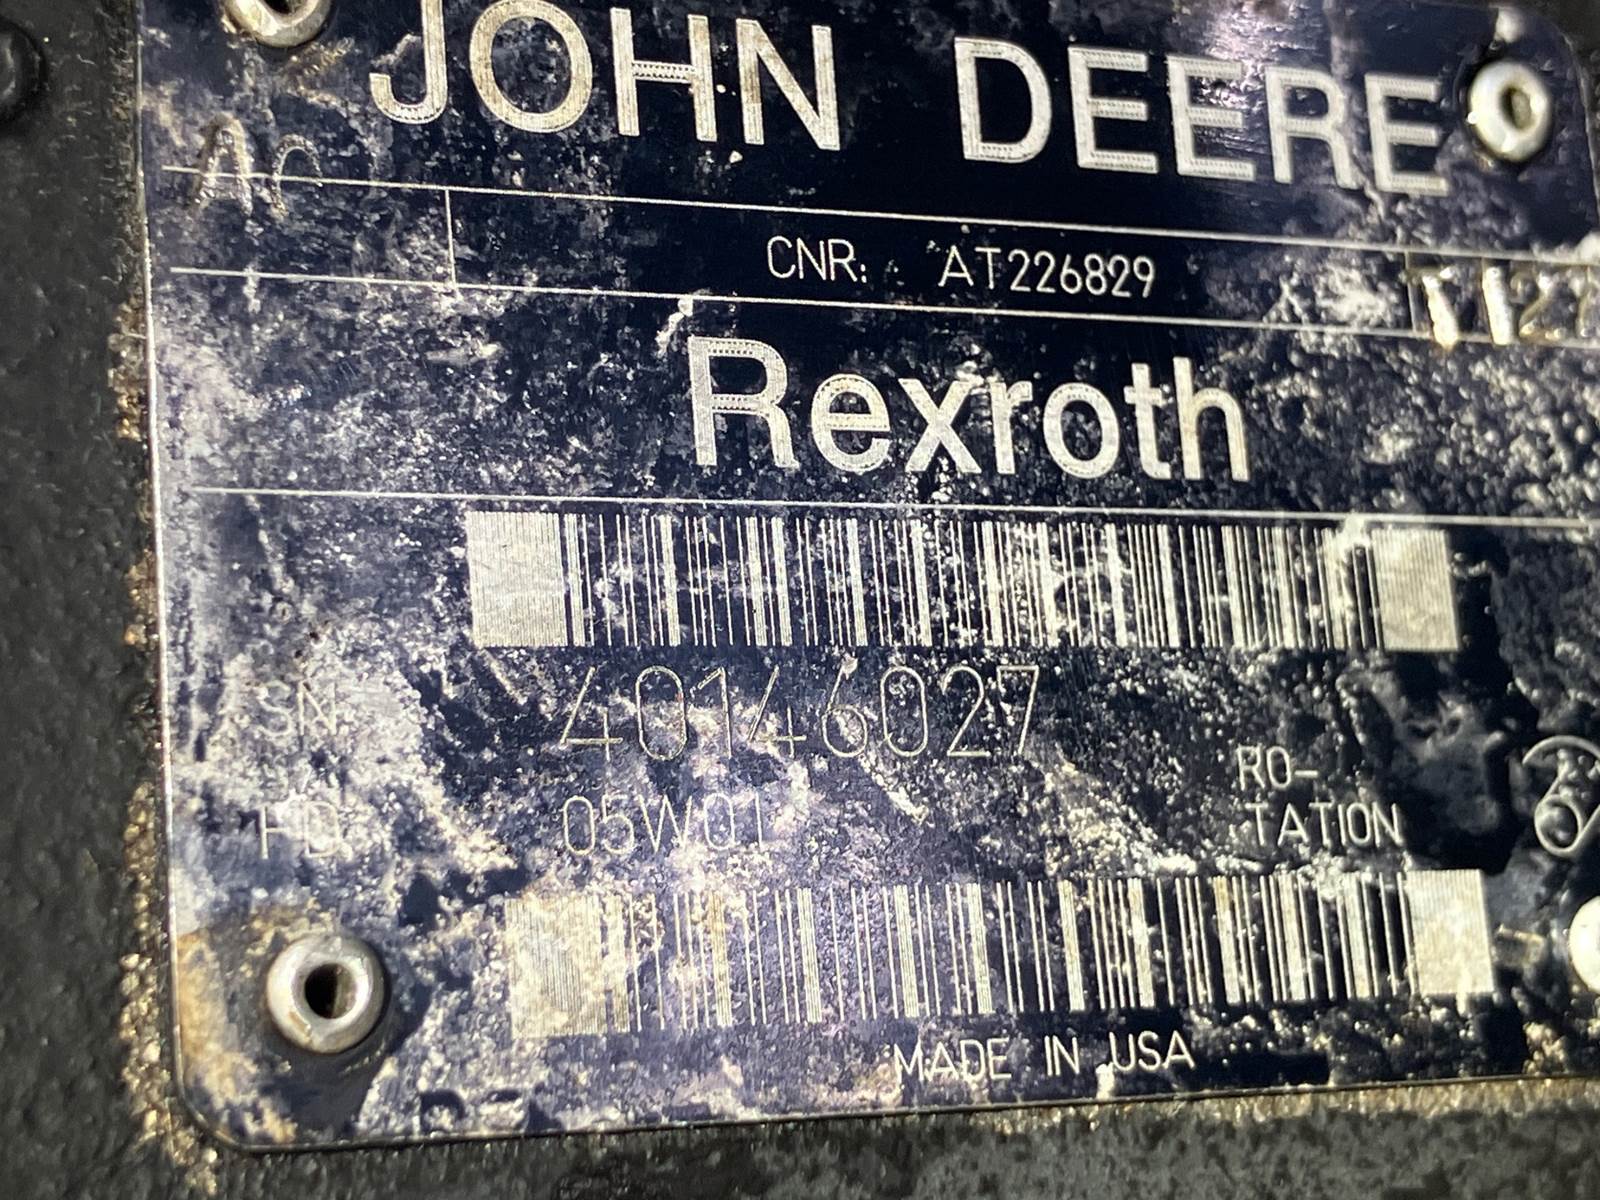 JOHN DEERE
CNR: AT226829
Rexroth
SN: 40146027
FD: 05W01
RO-
TATION
MADE IN USA